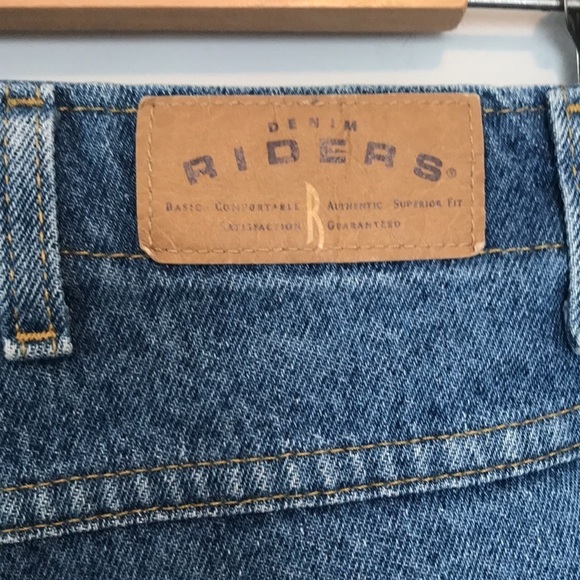 DENIM
RIDERS®
BASIC · COMFORTABLE R AUTHENTIC · SUPERIOR FIT
SATISFACTION GUARANTEED